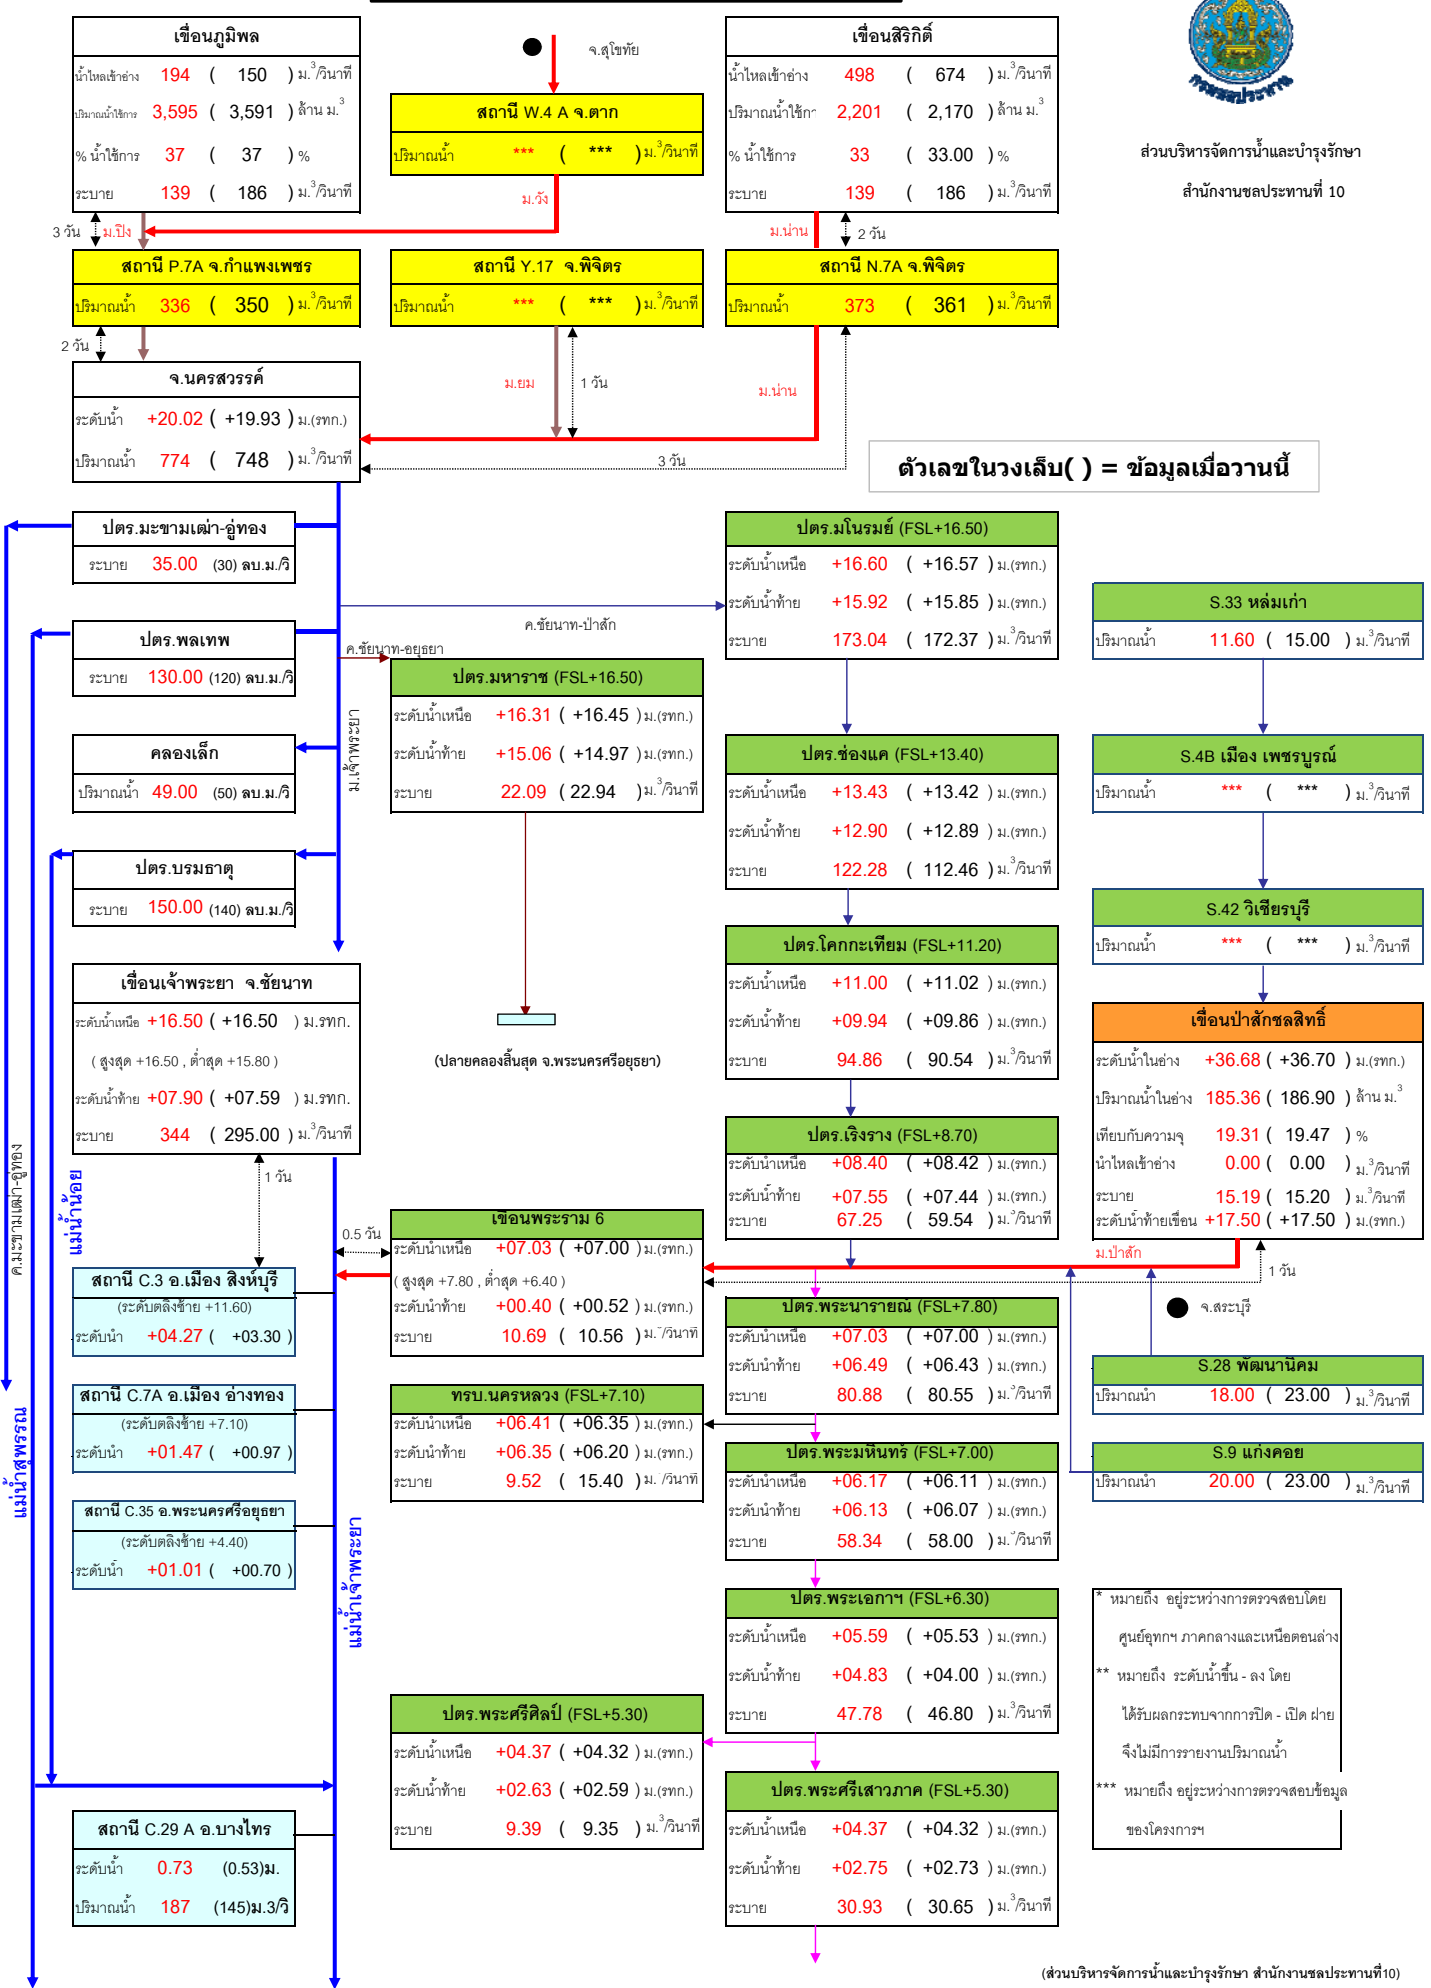 เขื่อนภูมิพล
น้ำไหลเข้าอ่าง 194 ( 150 ) ม.3/วินาที
ปริมาณน้ำใช้การ 3,595 ( 3,591 ) ล้าน ม.3
% น้ำใช้การ 37 ( 37 ) %
ระบาย 139 ( 186 ) ม.3/วินาที
จ.สุโขทัย
สถานี W.4 A จ.ตาก
ปริมาณน้ำ *** ( *** ) ม.3/วินาที
เขื่อนสิริกิติ์
น้ำไหลเข้าอ่าง 498 ( 674 ) ม.3/วินาที
ปริมาณน้ำใช้กา 2,201 ( 2,170 ) ล้าน ม.3
% น้ำใช้การ 33 ( 33.00 ) %
ระบาย 139 ( 186 ) ม.3/วินาที
กรมชลประทาน
ส่วนบริหารจัดการน้ำและบำรุงรักษา
สำนักงานชลประทานที่ 10
3 วัน
ม.ปิง
ม.วัง
ม.น่าน
2 วัน
สถานี P.7A จ.กำแพงเพชร
ปริมาณน้ำ 336 ( 350 ) ม.3/วินาที
สถานี Y.17 จ.พิจิตร
ปริมาณน้ำ *** ( *** ) ม.3/วินาที
สถานี N.7A จ.พิจิตร
ปริมาณน้ำ 373 ( 361 ) ม.3/วินาที
2 วัน
ม.ยม
1 วัน
ม.น่าน
3 วัน
จ.นครสวรรค์
ระดับน้ำ +20.02 ( +19.93 ) ม.(รทก.)
ปริมาณน้ำ 774 ( 748 ) ม.3/วินาที
ตัวเลขในวงเล็บ( ) = ข้อมูลเมื่อวานนี้
ปตร.มะขามเฒ่า-อู่ทอง
ระบาย 35.00 (30) ลบ.ม./วิ
ปตร.พลเทพ
ระบาย 130.00 (120) ลบ.ม./วิ
คลองเล็ก
ปริมาณน้ำ 49.00 (50) ลบ.ม./วิ
ปตร.บรมธาตุ
ระบาย 150.00 (140) ลบ.ม./วิ
ค.ชัยนาท-ป่าสัก
ค.ชัยนาท-อยุธยา
ม.เจ้าพระยา
ปตร.มหาราช (FSL+16.50)
ระดับน้ำเหนือ +16.31 ( +16.45 ) ม.(รทก.)
ระดับน้ำท้าย +15.06 ( +14.97 ) ม.(รทก.)
ระบาย 22.09 ( 22.94 ) ม.3/วินาที
(ปลายคลองสิ้นสุด จ.พระนครศรีอยุธยา)
ปตร.มโนรมย์ (FSL+16.50)
ระดับน้ำเหนือ +16.60 ( +16.57 ) ม.(รทก.)
ระดับน้ำท้าย +15.92 ( +15.85 ) ม.(รทก.)
ระบาย 173.04 ( 172.37 ) ม.3/วินาที
ปตร.ช่องแค (FSL+13.40)
ระดับน้ำเหนือ +13.43 ( +13.42 ) ม.(รทก.)
ระดับน้ำท้าย +12.90 ( +12.89 ) ม.(รทก.)
ระบาย 122.28 ( 112.46 ) ม.3/วินาที
ปตร.โคกกะเทียม (FSL+11.20)
ระดับน้ำเหนือ +11.00 ( +11.02 ) ม.(รทก.)
ระดับน้ำท้าย +09.94 ( +09.86 ) ม.(รทก.)
ระบาย 94.86 ( 90.54 ) ม.3/วินาที
ปตร.เริงราง (FSL+8.70)
ระดับน้ำเหนือ +08.40 ( +08.42 ) ม.(รทก.)
ระดับน้ำท้าย +07.55 ( +07.44 ) ม.(รทก.)
ระบาย 67.25 ( 59.54 ) ม.3/วินาที
S.33 หล่มเก่า
ปริมาณน้ำ 11.60 ( 15.00 ) ม.3/วินาที
S.4B เมือง เพชรบูรณ์
ปริมาณน้ำ *** ( *** ) ม.3/วินาที
S.42 วิเชียรบุรี
ปริมาณน้ำ *** ( *** ) ม.3/วินาที
เขื่อนป่าสักชลสิทธิ์
ระดับน้ำในอ่าง +36.68 ( +36.70 ) ม.(รทก.)
ปริมาณน้ำในอ่าง 185.36 ( 186.90 ) ล้าน ม.3
เทียบกับความจุ 19.31 ( 19.47 ) %
น้ำไหลเข้าอ่าง 0.00 ( 0.00 ) ม.3/วินาที
ระบาย 15.19 ( 15.20 ) ม.3/วินาที
ระดับน้ำท้ายเขื่อน +17.50 ( +17.50 ) ม.(รทก.)
ม.ป่าสัก
1 วัน
จ.สระบุรี
เขื่อนเจ้าพระยา จ.ชัยนาท
ระดับน้ำเหนือ +16.50 ( +16.50 ) ม.รทก.
( สูงสุด +16.50 , ต่ำสุด +15.80 )
ระดับน้ำท้าย +07.90 ( +07.59 ) ม.รทก.
ระบาย 344 ( 295.00 ) ม.3/วินาที
1 วัน
0.5 วัน
ค.มะขามเฒ่า-อู่ทอง
แม่น้ำน้อย
แม่น้ำสุพรรณ
แม่น้ำเจ้าพระยา
เขื่อนพระราม 6
ระดับน้ำเหนือ +07.03 ( +07.00 ) ม.(รทก.)
( สูงสุด +7.80 , ต่ำสุด +6.40 )
ระดับน้ำท้าย +00.40 ( +00.52 ) ม.(รทก.)
ระบาย 10.69 ( 10.56 ) ม.3/วินาที
สถานี C.3 อ.เมือง สิงห์บุรี
(ระดับตลิ่งซ้าย +11.60)
ระดับน้ำ +04.27 ( +03.30 )
สถานี C.7A อ.เมือง อ่างทอง
(ระดับตลิ่งซ้าย +7.10)
ระดับน้ำ +01.47 ( +00.97 )
สถานี C.35 อ.พระนครศรีอยุธยา
(ระดับตลิ่งซ้าย +4.40)
ระดับน้ำ +01.01 ( +00.70 )
ทรบ.นครหลวง (FSL+7.10)
ระดับน้ำเหนือ +06.41 ( +06.35 ) ม.(รทก.)
ระดับน้ำท้าย +06.35 ( +06.20 ) ม.(รทก.)
ระบาย 9.52 ( 15.40 ) ม. /วินาที
ปตร.พระนารายณ์ (FSL+7.80)
ระดับน้ำเหนือ +07.03 ( +07.00 ) ม.(รทก.)
ระดับน้ำท้าย +06.49 ( +06.43 ) ม.(รทก.)
ระบาย 80.88 ( 80.55 ) ม.3/วินาที
ปตร.พระมหินทร์ (FSL+7.00)
ระดับน้ำเหนือ +06.17 ( +06.11 ) ม.(รทก.)
ระดับน้ำท้าย +06.13 ( +06.07 ) ม.(รทก.)
ระบาย 58.34 ( 58.00 ) ม.3/วินาที
S.28 พัฒนานิคม
ปริมาณน้ำ 18.00 ( 23.00 ) ม.3/วินาที
S.9 แก่งคอย
ปริมาณน้ำ 20.00 ( 23.00 ) ม.3/วินาที
ปตร.พระเอกาฯ (FSL+6.30)
ระดับน้ำเหนือ +05.59 ( +05.53 ) ม.(รทก.)
ระดับน้ำท้าย +04.83 ( +04.00 ) ม.(รทก.)
ระบาย 47.78 ( 46.80 ) ม.3/วินาที
ปตร.พระศรีศิลป์ (FSL+5.30)
ระดับน้ำเหนือ +04.37 ( +04.32 ) ม.(รทก.)
ระดับน้ำท้าย +02.63 ( +02.59 ) ม.(รทก.)
ระบาย 9.39 ( 9.35 ) ม.3/วินาที
ปตร.พระศรีเสาวภาค (FSL+5.30)
ระดับน้ำเหนือ +04.37 ( +04.32 ) ม.(รทก.)
ระดับน้ำท้าย +02.75 ( +02.73 ) ม.(รทก.)
ระบาย 30.93 ( 30.65 ) ม.3/วินาที
* หมายถึง อยู่ระหว่างการตรวจสอบโดย
ศูนย์อุทกฯ ภาคกลางและเหนือตอนล่าง
** หมายถึง ระดับน้ำขึ้น - ลง โดย
ได้รับผลกระทบจากการปิด - เปิด ฝาย
จึงไม่มีการรายงานปริมาณน้ำ
*** หมายถึง อยู่ระหว่างการตรวจสอบข้อมูล
ของโครงการฯ
สถานี C.29 A อ.บางไทร
ระดับน้ำ 0.73 (0.53)ม.
ปริมาณน้ำ 187 (145)ม.3/วิ
(ส่วนบริหารจัดการน้ำและบำรุงรักษา สำนักงานชลประทานที่10)